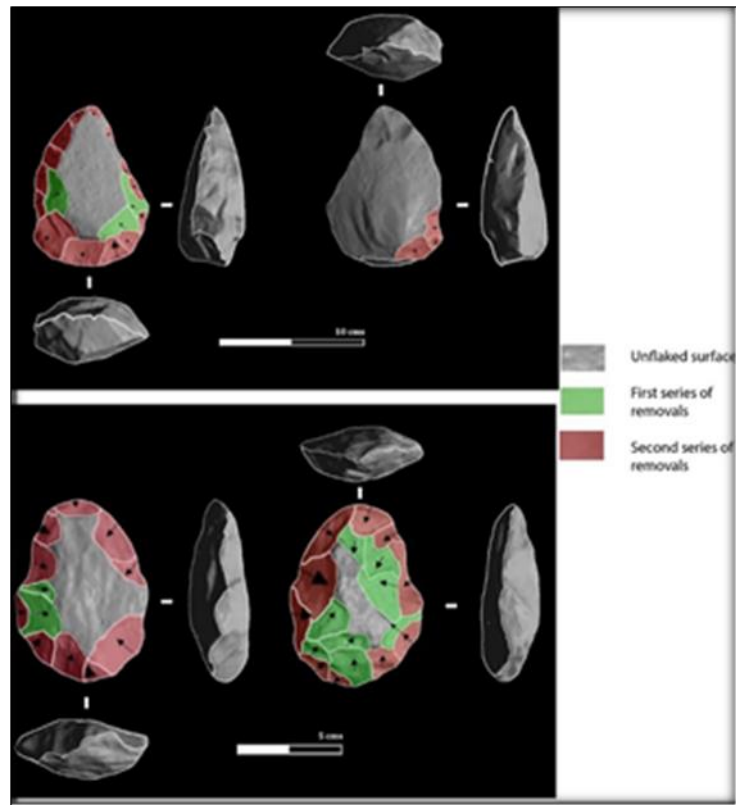 10 cms
Unflaked surface
First series of
removals
Second series of
removals
5 cms